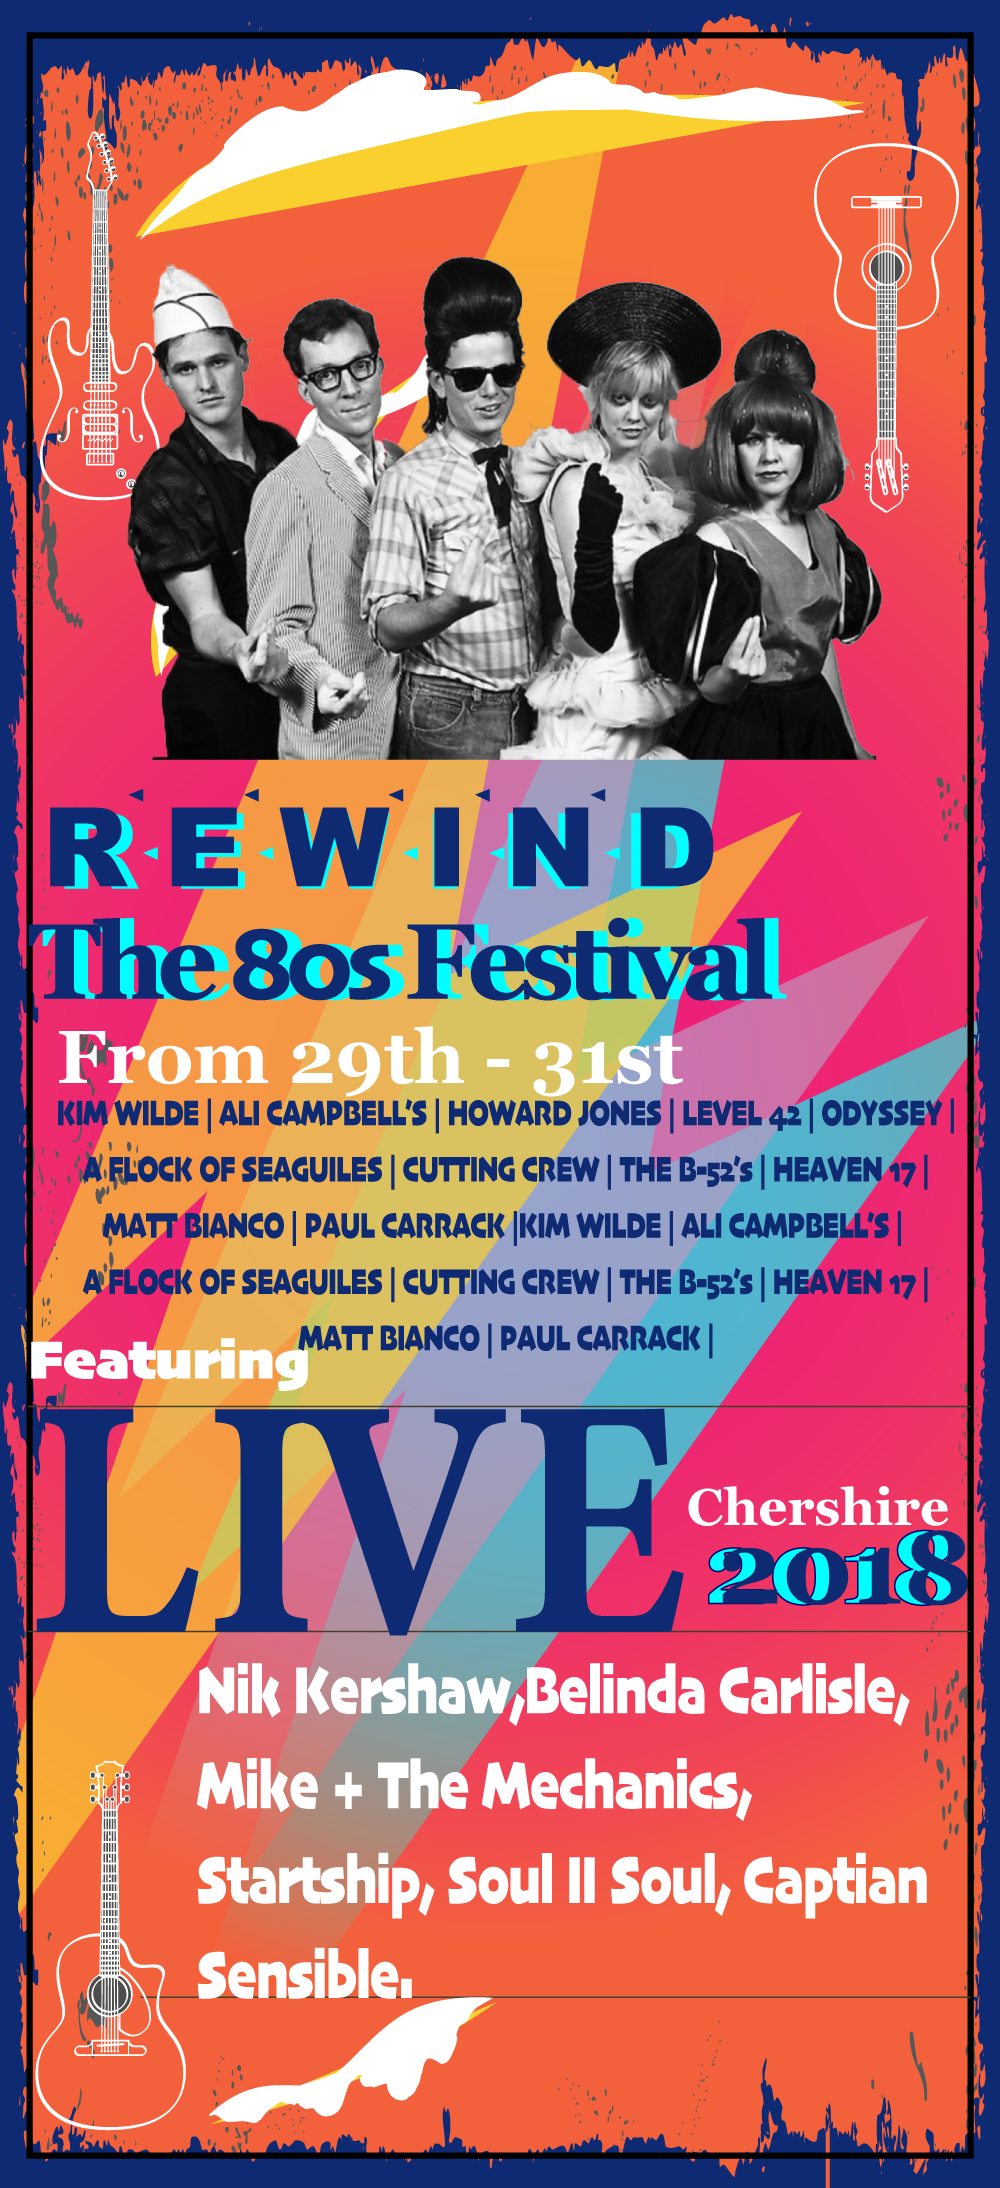 REWIND
The 80s Festival
From 29th - 31st
KIM WILDE | ALI CAMPBELL'S | HOWARD JONES | LEVEL 42 | ODYSSEY |
A FLOCK OF SEAGUILES | CUTTING CREW | THE B-52's | HEAVEN 17 |
MATT BIANCO | PAUL CARRACK |KIM WILDE | ALI CAMPBELL'S |
A FLOCK OF SEAGUILES | CUTTING CREW | THE B-52's | HEAVEN 17 |
MATT BIANCO | PAUL CARRACK |
Featuring
LIVE
Chershire
2018
Nik Kershaw,Belinda Carlisle,
Mike + The Mechanics,
Startship, Soul II Soul, Captian
Sensible.